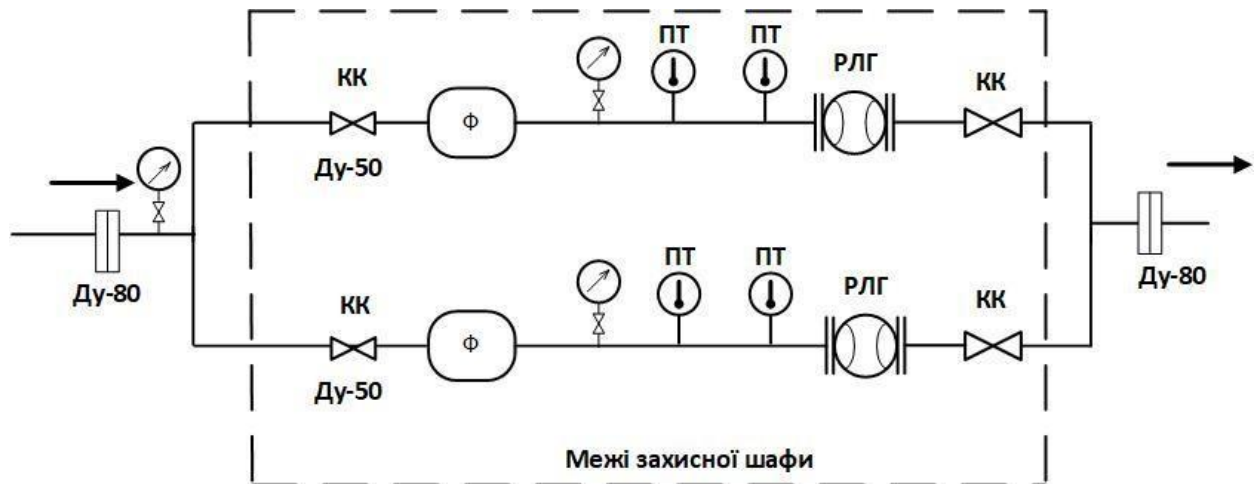 ПТ ПТ
КК РЛГ КК
Ф
Ду-50
Ду-80 Ду-80
ПТ ПТ
КК РЛГ КК
Ф
Ду-50
Межі захисної шафи